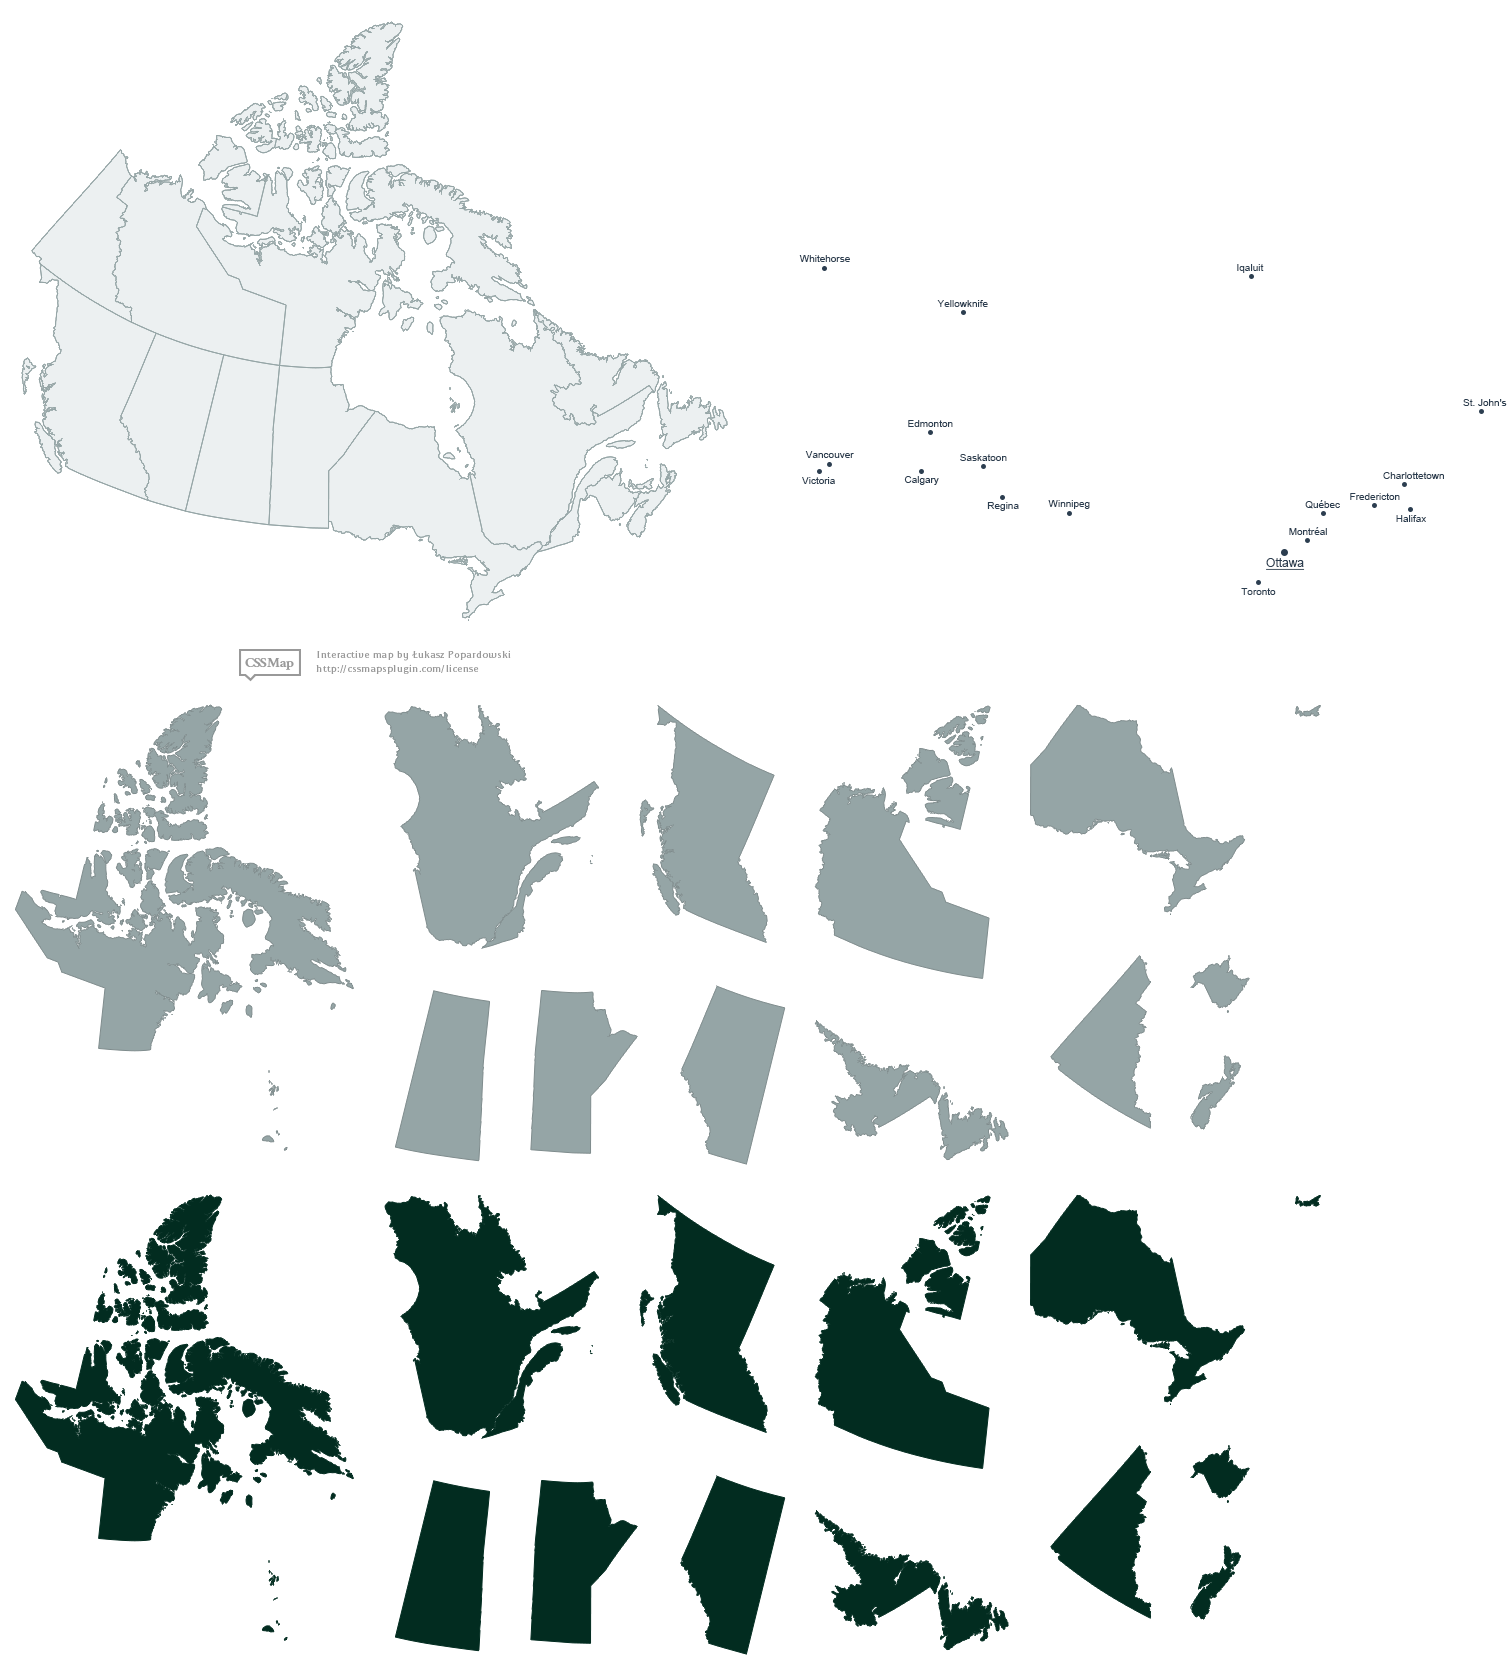 Whitehorse
Iqaluit
Yellowknife
St. John's
Edmonton
Vancouver
Saskatoon
Victoria
Calgary
Charlottetown
Regina
Winnipeg
Québec
Fredericton
Halifax
Montréal
Ottawa
Toronto
CSSMap
Interactive map by Łukasz Popardowski
http://cssmapsplugin.com/license